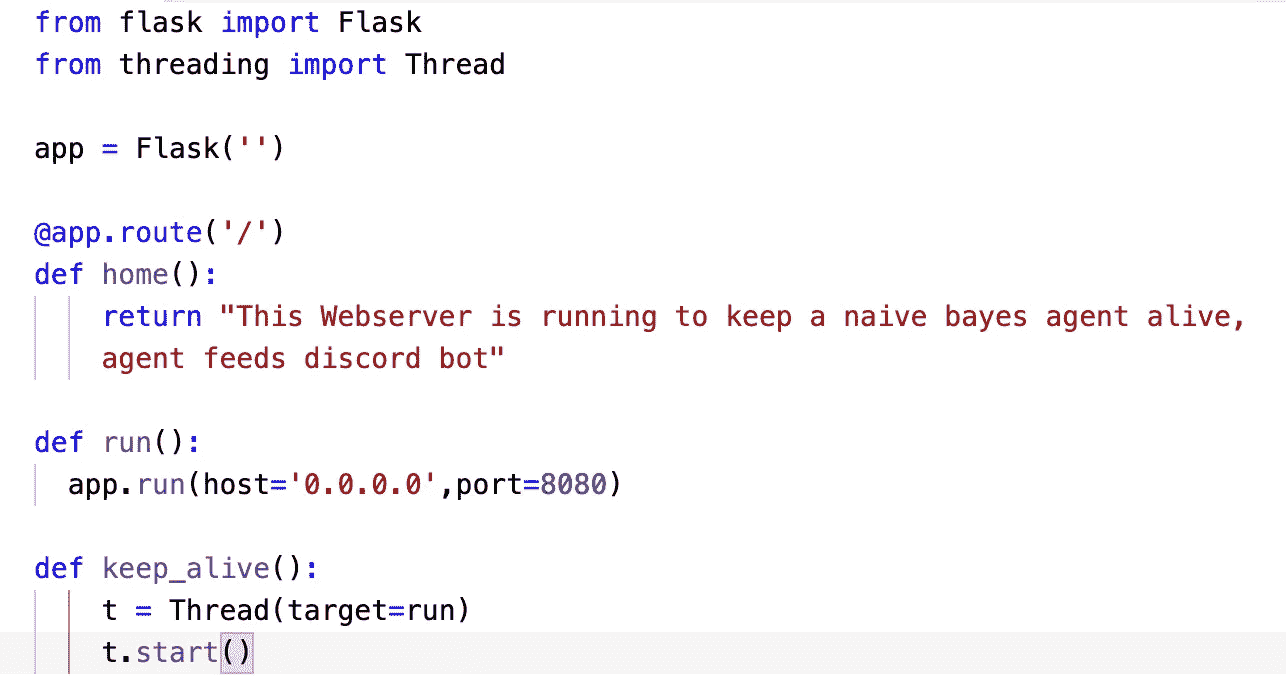 from flask import Flask
from threading import Thread
app = Flask('')
@app.route('/')
def home():
return "This Webserver is running to keep a naive bayes agent alive,
agent feeds discord bot"
def run():
app.run(host='0.0.0.0',port=8080)
def keep_alive():
t = Thread(target=run)
t.start()